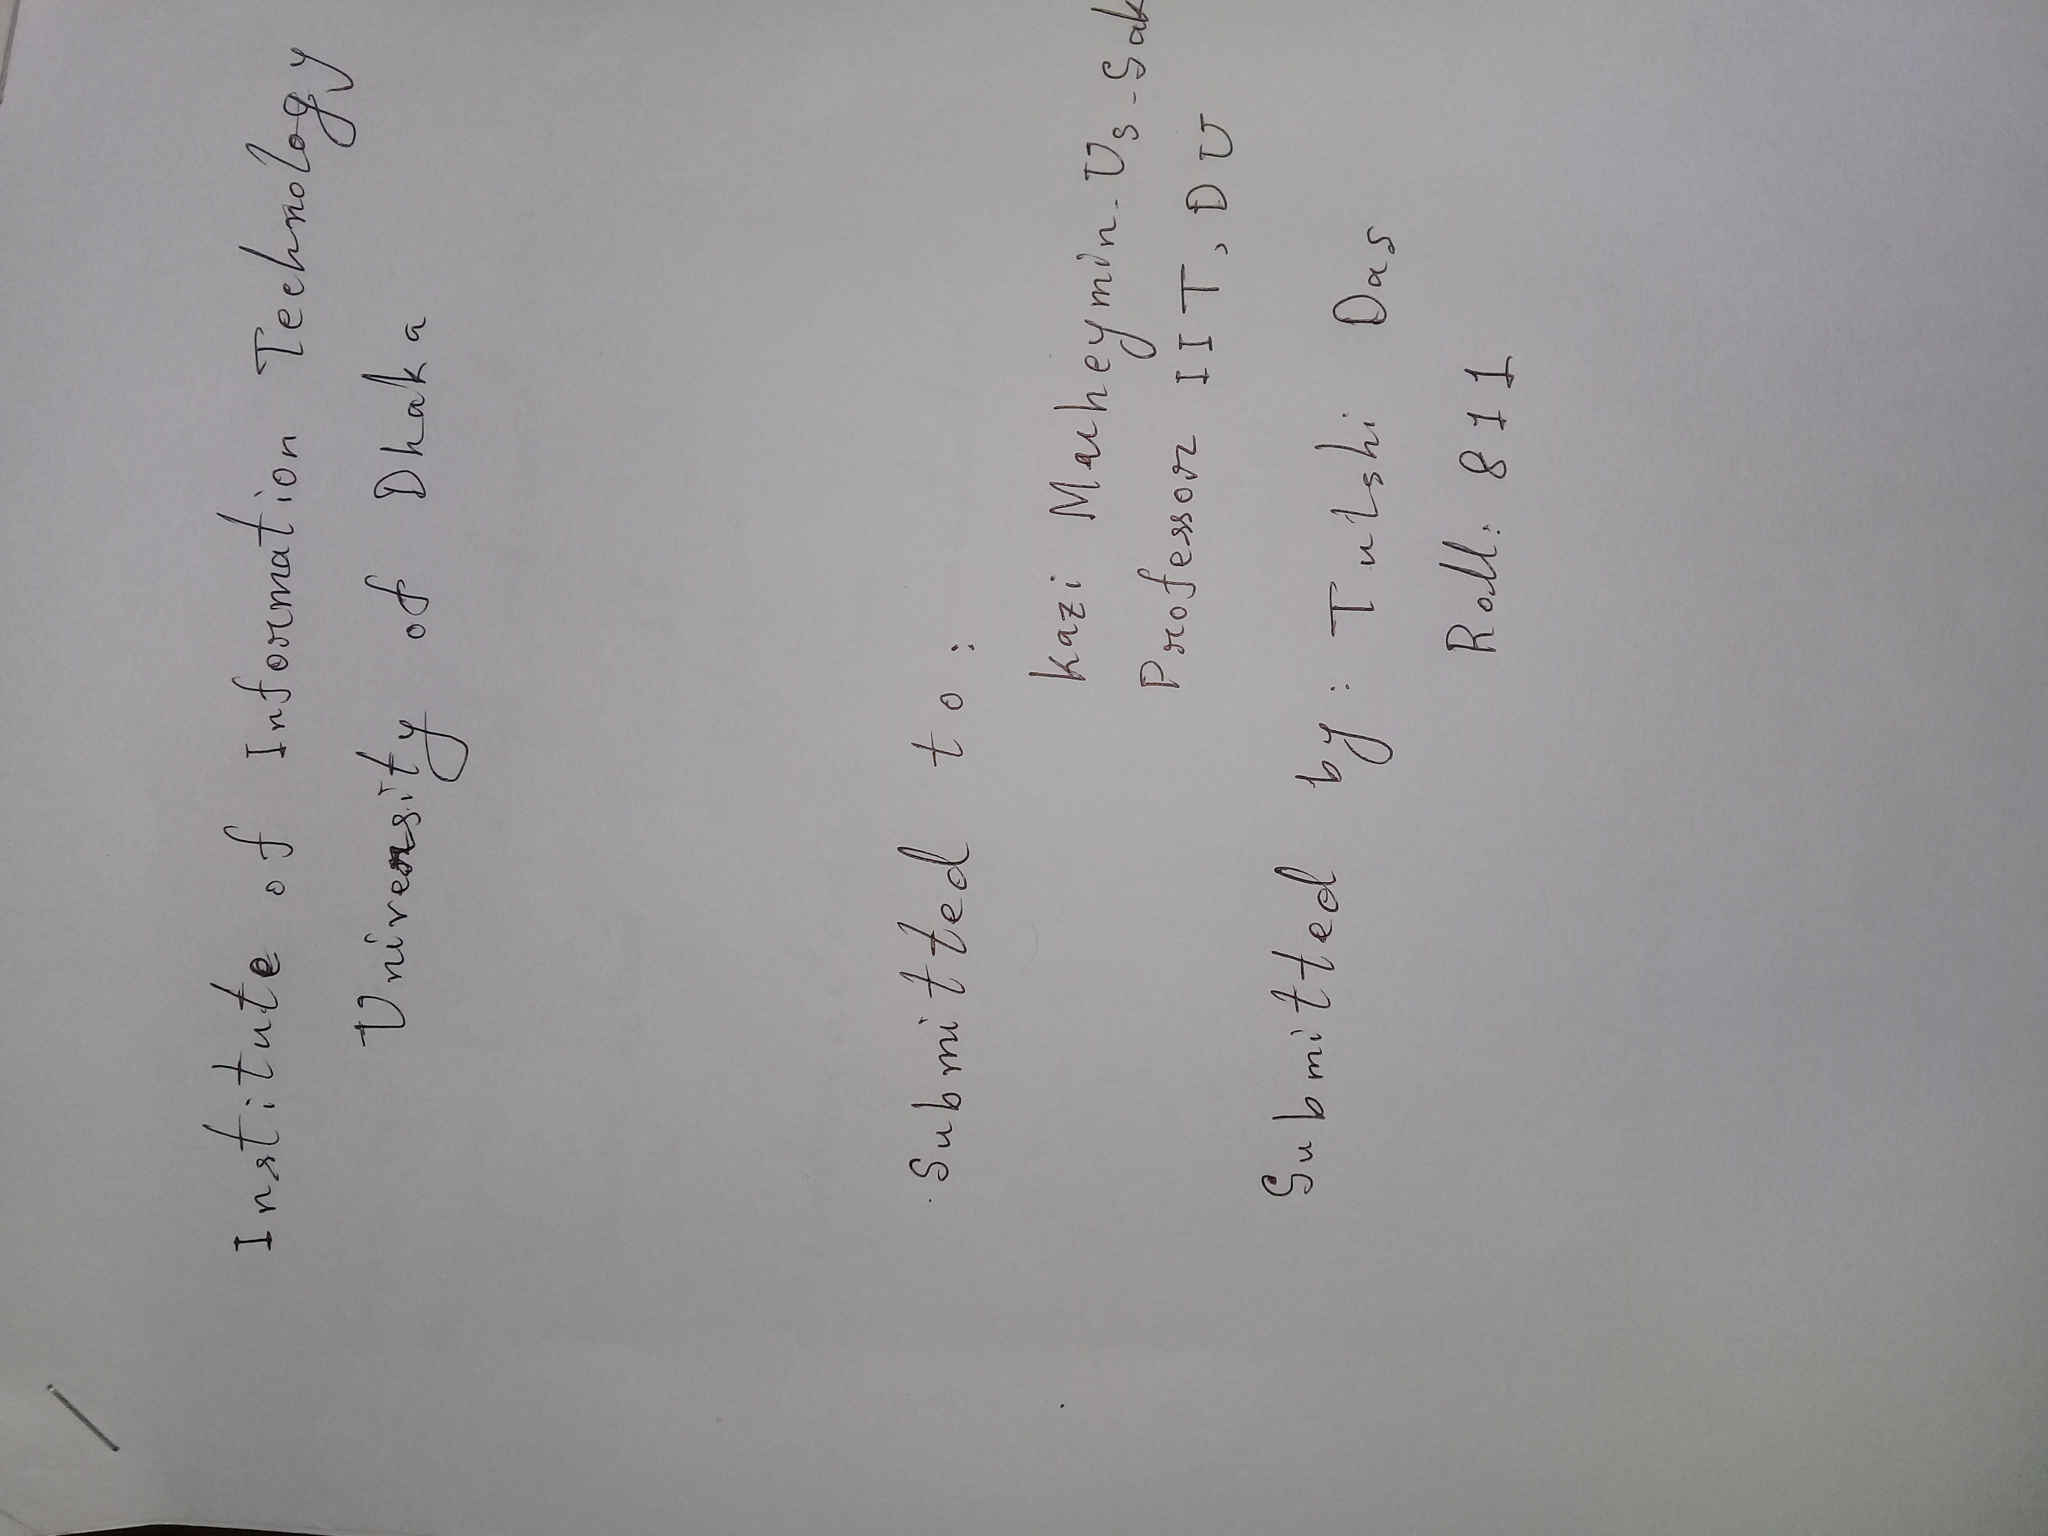 Institute of Information Technology
University of Dhaka
Submitted to:
Kazi Muheymin-Us-Sak
Professor IIT, DU
Submitted by: Tulshi Das
Roll: 811